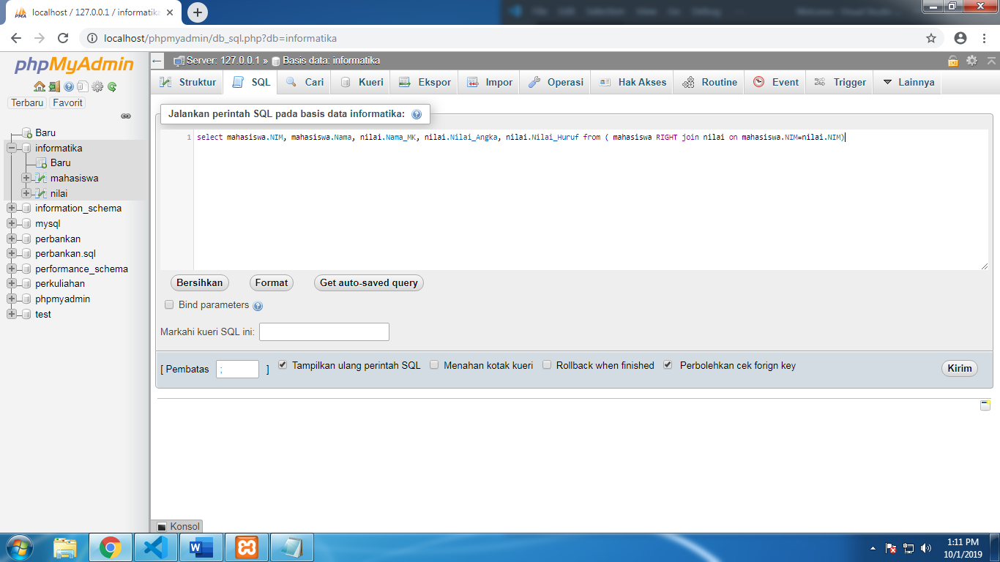 localhost / 127.0.0.1 / informatika
localhost/phpmyadmin/db_sql.php?db=informatika
phpMyAdmin
Terbaru Favorit
Baru
informatika
Baru
mahasiswa
nilai
information_schema
mysql
perbankan
perbankan.sql
performance_schema
perkuliahan
phpmyadmin
test
Server: 127.0.0.1 » Basis data: informatika
Struktur SQL Cari Kueri Ekspor Impor Operasi Hak Akses Routine Event Trigger Lainnya
Jalankan perintah SQL pada basis data informatika:
1 select mahasiswa.NIM, mahasiswa.Nama, nilai.Nama_MK, nilai.Nilai_Angka, nilai.Nilai_Huruf from ( mahasiswa RIGHT join nilai on mahasiswa.NIM=nilai.NIM)
Bersihkan Format Get auto-saved query
Bind parameters
Markahi kueri SQL ini:
[ Pembatas ; ] Tampilkan ulang perintah SQL Menahan kotak kueri Rollback when finished Perbolehkan cek forign key Kirim
Konsol
1:11 PM
10/1/2019